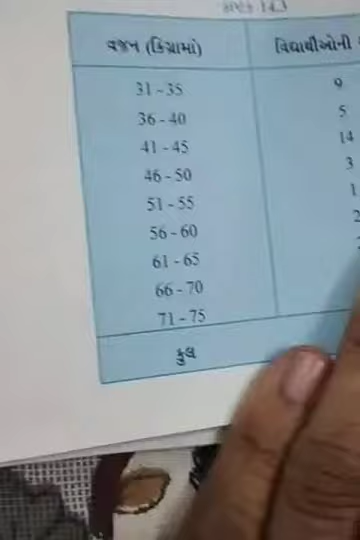 કોષ્ટક 14.3
વજન (કિગ્રામાં) વિદ્યાર્થીઓની
31 - 35 9
36 - 40 5
41 - 45 14
46 - 50 3
51 - 55 1
56 - 60 2
61 - 65
66 - 70
71 - 75
કુલ